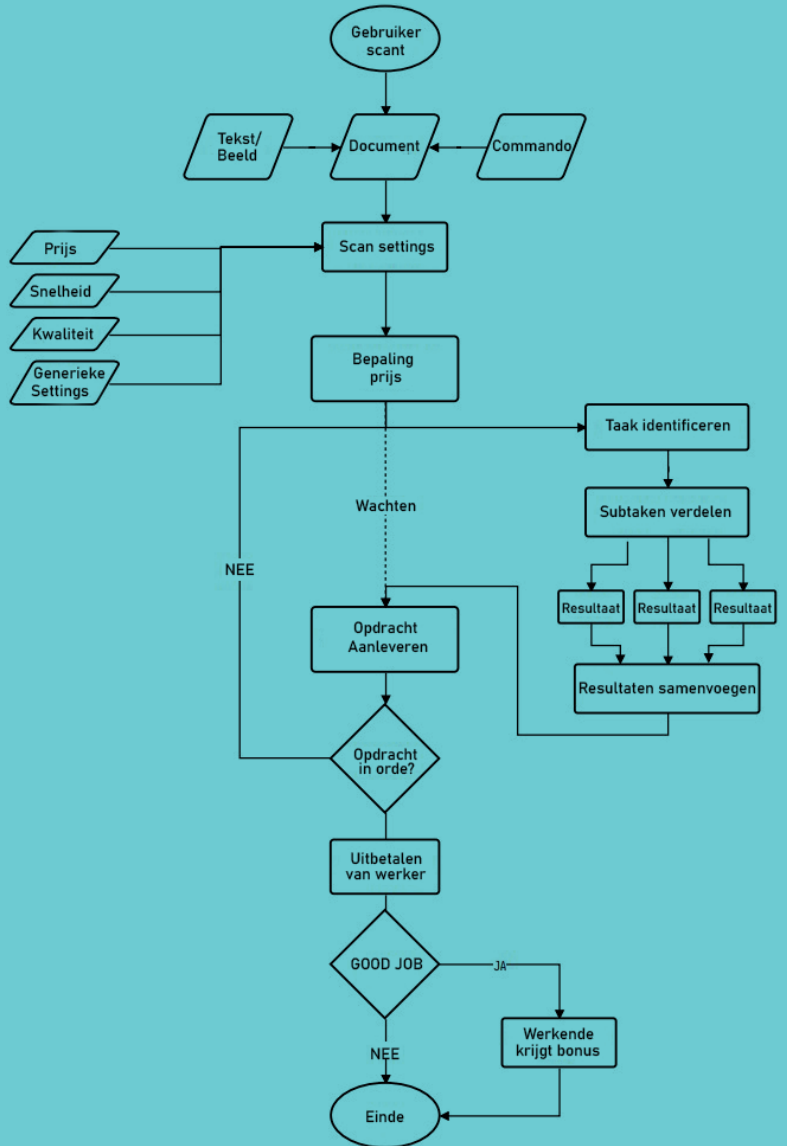 Gebruiker
scant
Tekst/
Beeld
Document
Commando
Scan settings
Prijs
Snelheid
Kwaliteit
Generieke
Settings
Bepaling
prijs
Taak identificeren
Subtaken verdelen
Wachten
NEE
Resultaat
Resultaat
Resultaat
Opdracht
Aanleveren
Resultaten samenvoegen
Opdracht
in orde?
Uitbetalen
van werker
GOOD JOB
JA
Werkende
krijgt bonus
NEE
Einde